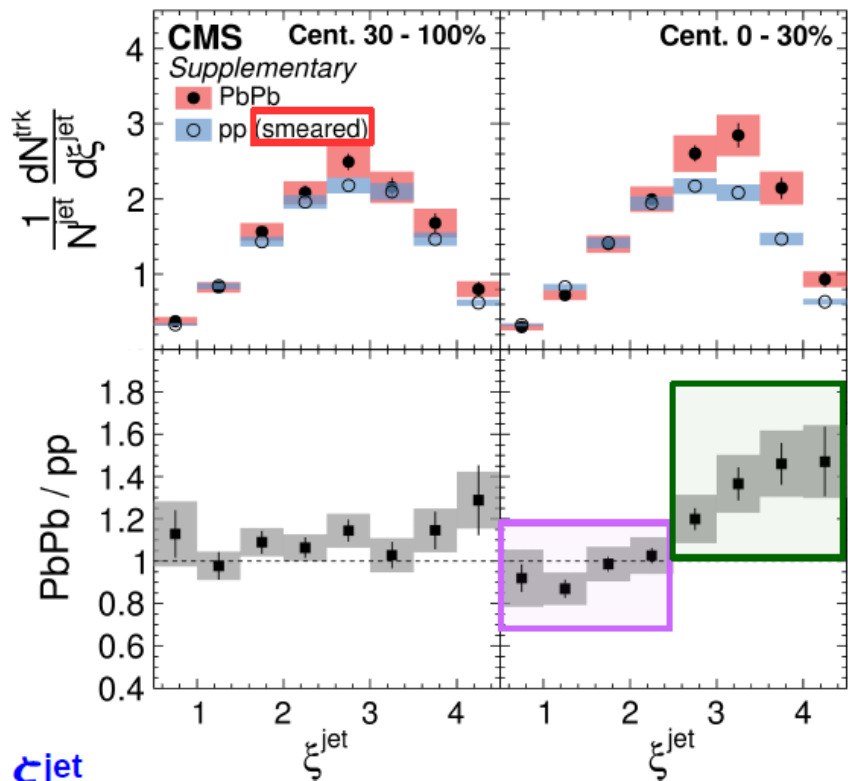 CMS Cent. 30 - 100%
Supplementary
PbPb
pp (smeared)
Cent. 0 - 30%
1/N^jet dN^trk/dξ^jet
4
3
2
1
PbPb / pp
1.8
1.6
1.4
1.2
1
0.8
0.6
0.4
1 2 3 4
ξ^jet
1 2 3 4
ξ^jet
ξ^jet